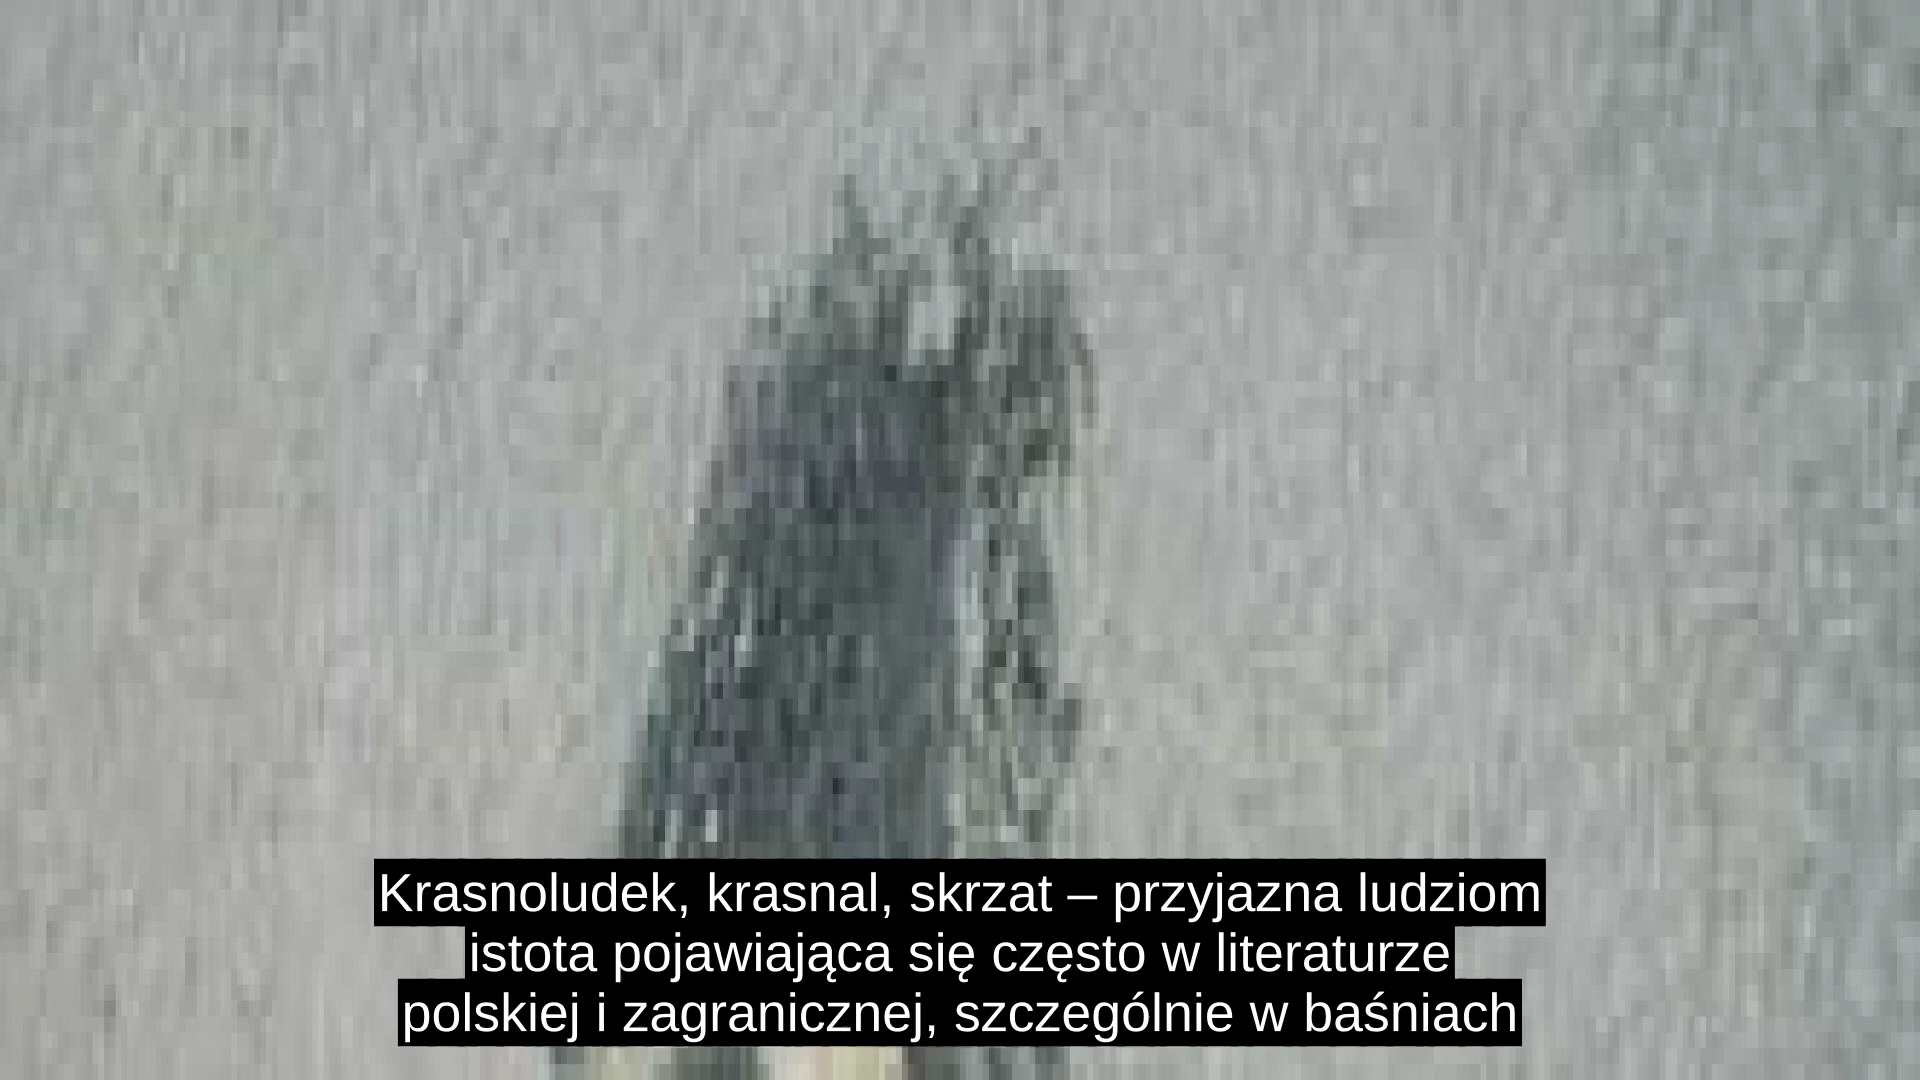 Krasnoludek, krasnal, skrzat – przyjazna ludziom
istota pojawiająca się często w literaturze
polskiej i zagranicznej, szczególnie w baśniach